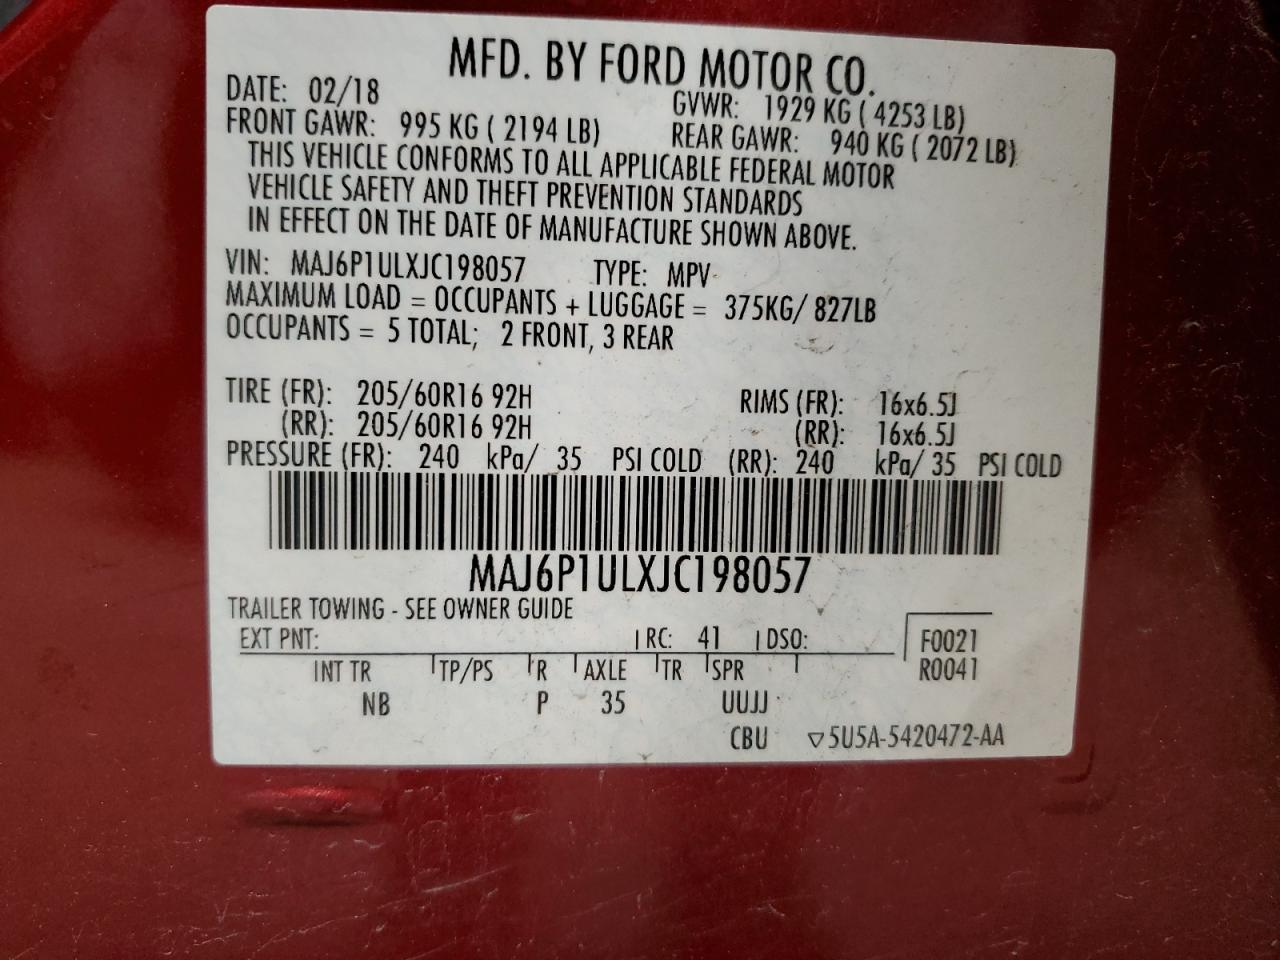 MFD. BY FORD MOTOR CO.
DATE: 02/18 GVWR: 1929 KG ( 4253 LB)
FRONT GAWR: 995 KG ( 2194 LB) REAR GAWR: 940 KG ( 2072 LB)
THIS VEHICLE CONFORMS TO ALL APPLICABLE FEDERAL MOTOR
VEHICLE SAFETY AND THEFT PREVENTION STANDARDS
IN EFFECT ON THE DATE OF MANUFACTURE SHOWN ABOVE.
VIN: MAJ6P1ULXJC198057 TYPE: MPV
MAXIMUM LOAD = OCCUPANTS + LUGGAGE = 375KG/ 827LB
OCCUPANTS = 5 TOTAL; 2 FRONT, 3 REAR
TIRE (FR): 205/60R16 92H RIMS (FR): 16x6.5J
(RR): 205/60R16 92H (RR): 16x6.5J
PRESSURE (FR): 240 kPa/ 35 PSI COLD (RR): 240 kPa/ 35 PSI COLD
MAJ6P1ULXJC198057
TRAILER TOWING - SEE OWNER GUIDE
EXT PNT: RC: 41 DSO: F0021
INT TR TP/PS R AXLE TR SPR R0041
NB P 35 UUJJ
CBU ▽5U5A-5420472-AA